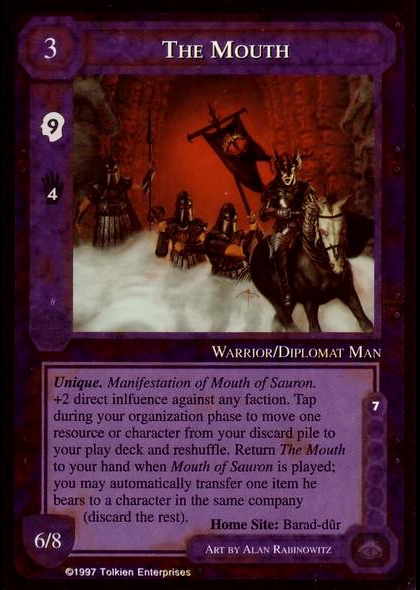 3
THE MOUTH
9
4
WARRIOR/DIPLOMAT MAN
Unique. Manifestation of Mouth of Sauron.
+2 direct inlfuence against any faction. Tap
during your organization phase to move one
resource or character from your discard pile to
your play deck and reshuffle. Return The Mouth
to your hand when Mouth of Sauron is played;
you may automatically transfer one item he
bears to a character in the same company
(discard the rest).
7
Home Site: Barad-dûr
6/8
ART BY ALAN RABINOWITZ
©1997 Tolkien Enterprises